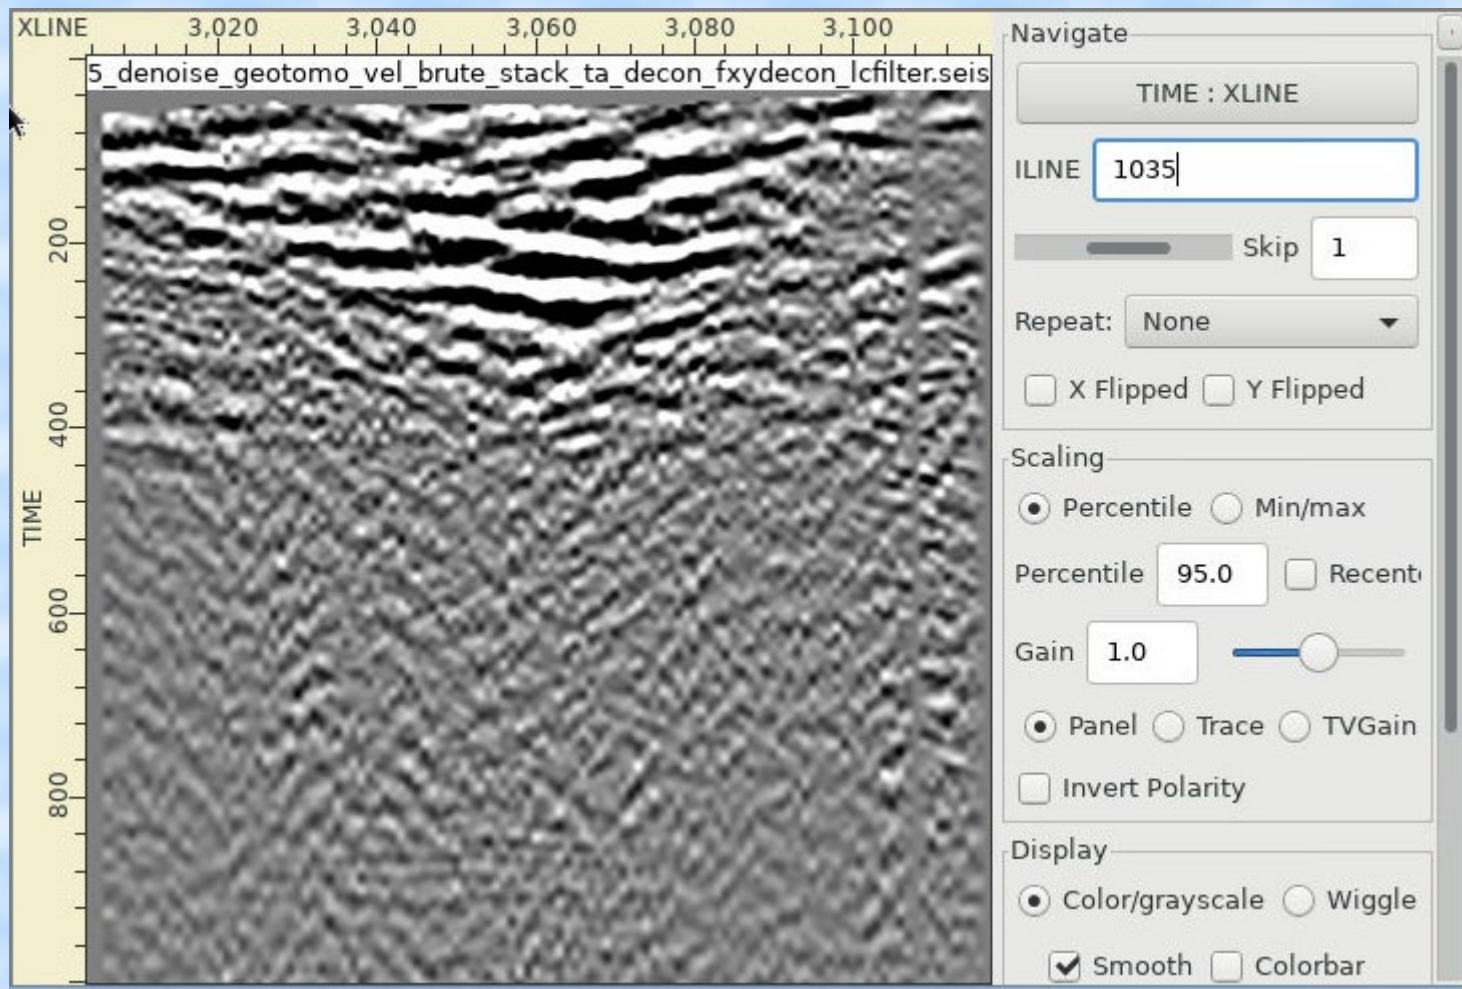 XLINE 3,020 3,040 3,060 3,080 3,100
5_denoise_geotomo_vel_brute_stack_ta_decon_fxydecon_lcfilter.seis
200
400
TIME
600
800
Navigate
TIME : XLINE
ILINE 1035
Skip 1
Repeat: None
X Flipped Y Flipped
Scaling
Percentile Min/max
Percentile 95.0 Recent
Gain 1.0
Panel Trace TVGain
Invert Polarity
Display
Color/grayscale Wiggle
Smooth Colorbar